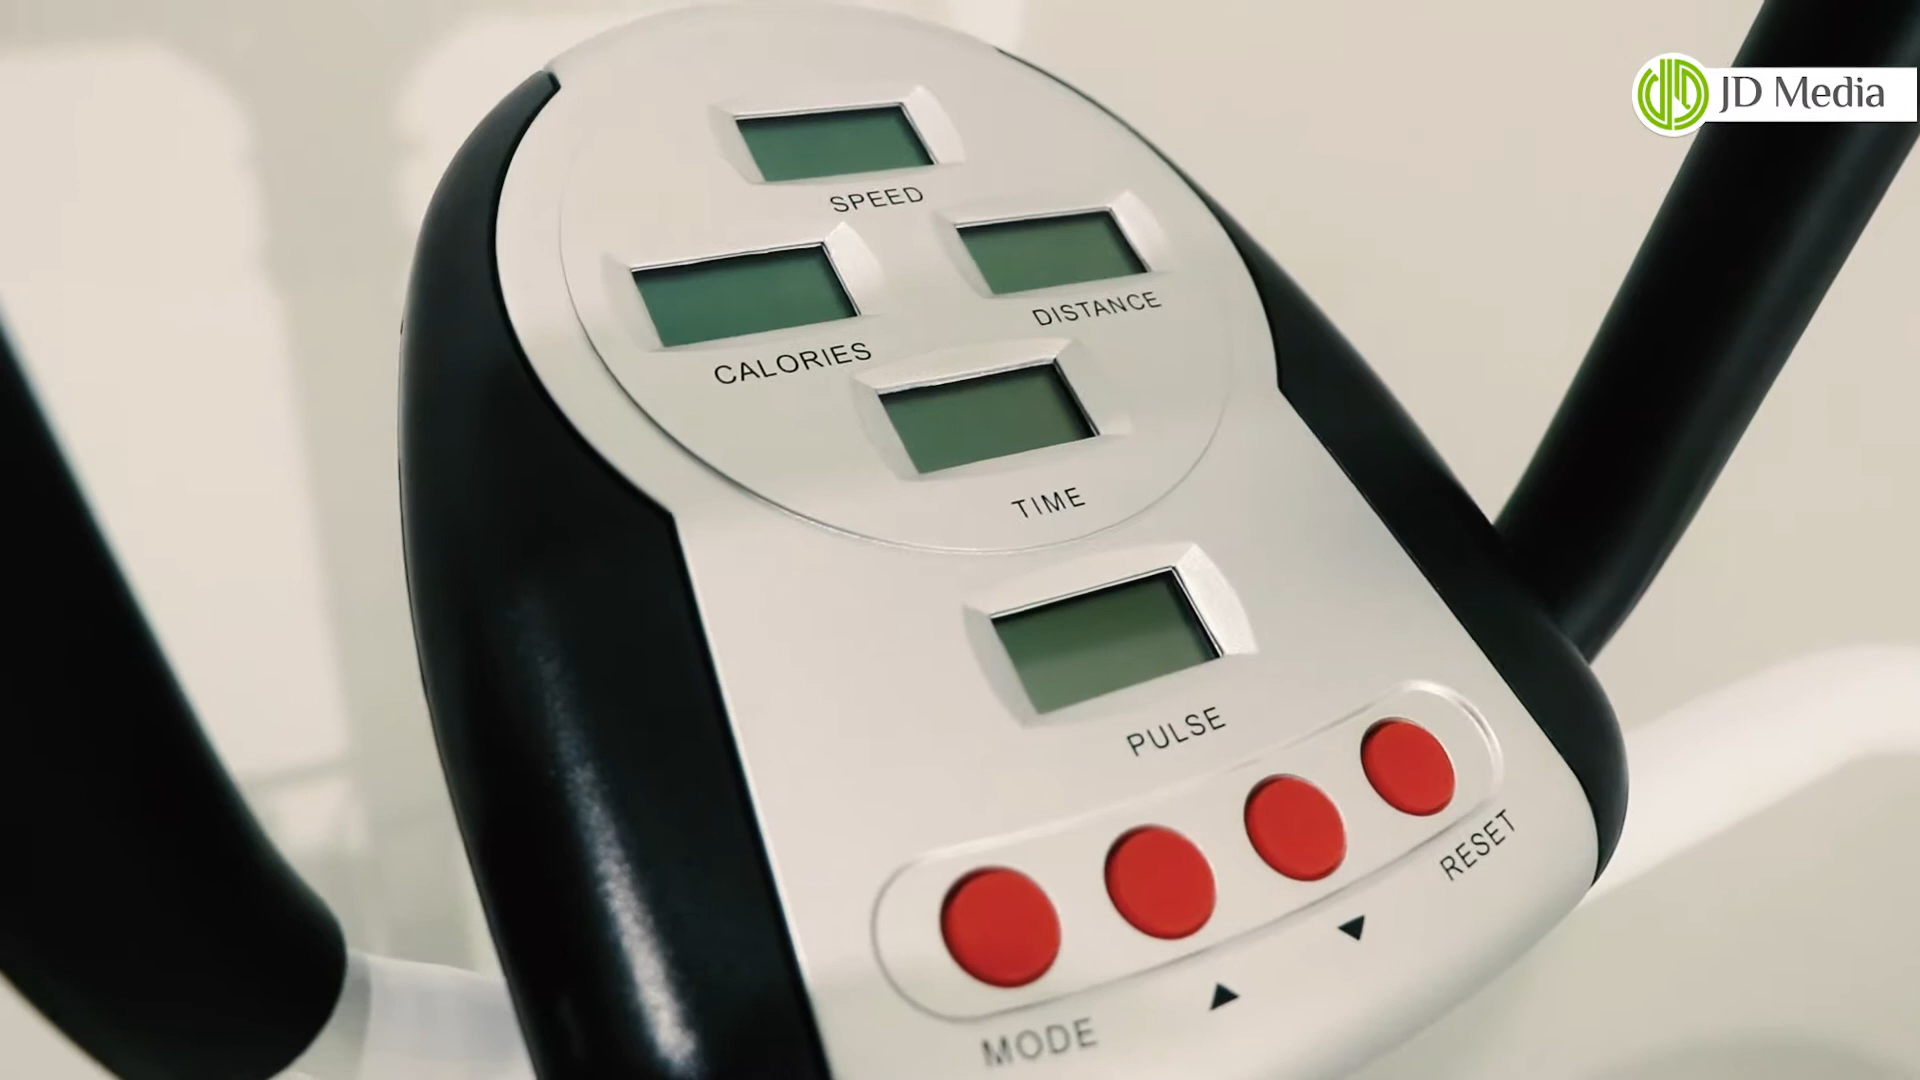 JD Media
SPEED
DISTANCE
CALORIES
TIME
PULSE
RESET
MODE